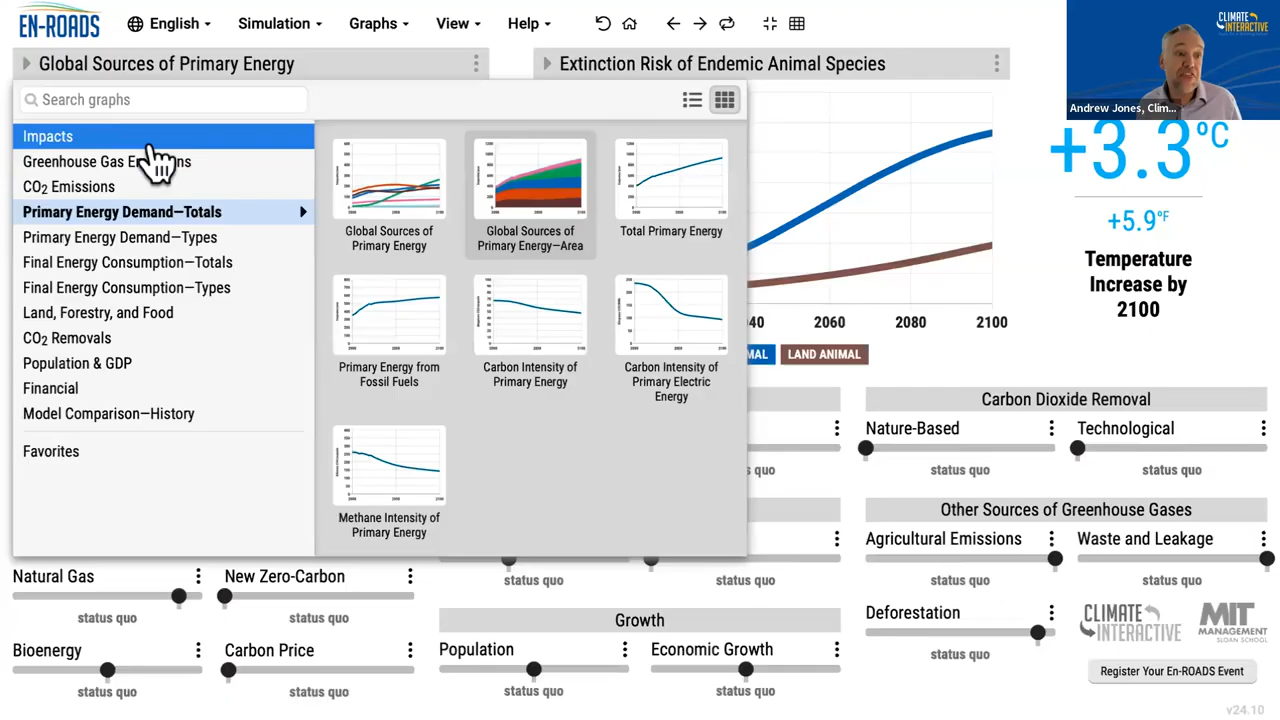 EN-ROADS
English
Simulation
Graphs
View
Help
CLIMATE
INTERACTIVE
Andrew Jones, Clim...
Global Sources of Primary Energy
Extinction Risk of Endemic Animal Species
Search graphs
Impacts
Greenhouse Gas E
ns
CO2 Emissions
Primary Energy Demand—Totals
Primary Energy Demand—Types
Final Energy Consumption—Totals
Final Energy Consumption—Types
Land, Forestry, and Food
CO2 Removals
Population & GDP
Financial
Model Comparison—History
Favorites
Global Sources of
Primary Energy
Global Sources of
Primary Energy—Area
Total Primary Energy
Primary Energy from
Fossil Fuels
Carbon Intensity of
Primary Energy
Carbon Intensity of
Primary Electric
Energy
Methane Intensity of
Primary Energy
40 2060 2080 2100
MAL LAND ANIMAL
+3.3°C
+5.9°F
Temperature
Increase by
2100
Carbon Dioxide Removal
Nature-Based
status quo
Technological
status quo
Other Sources of Greenhouse Gases
Agricultural Emissions
status quo
Waste and Leakage
status quo
Deforestation
status quo
quo
Natural Gas
status quo
New Zero-Carbon
status quo
status quo
status quo
Bioenergy
status quo
Carbon Price
status quo
Growth
Population
status quo
Economic Growth
status quo
CLIMATE
INTERACTIVE
MIT
MANAGEMENT
SLOAN SCHOOL
Register Your En-ROADS Event
v24.10